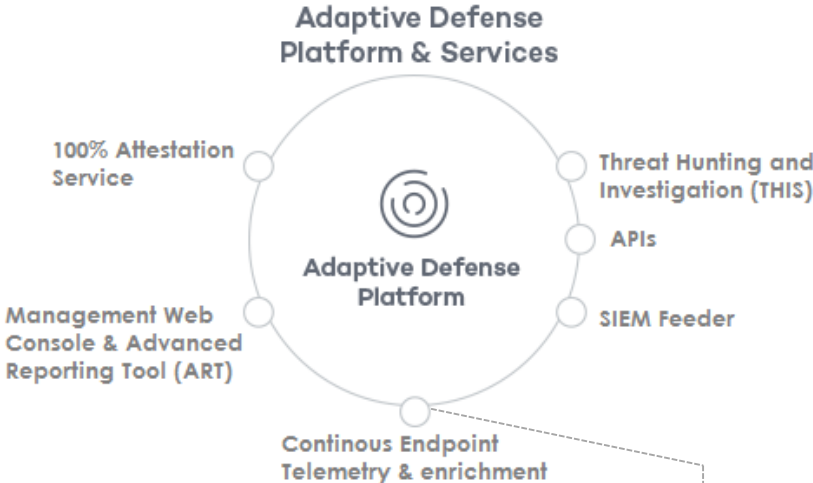 Adaptive Defense
Platform & Services
100% Attestation
Service
Threat Hunting and
Investigation (THIS)
APIs
Adaptive Defense
Platform
Management Web
Console & Advanced
Reporting Tool (ART)
SIEM Feeder
Continous Endpoint
Telemetry & enrichment